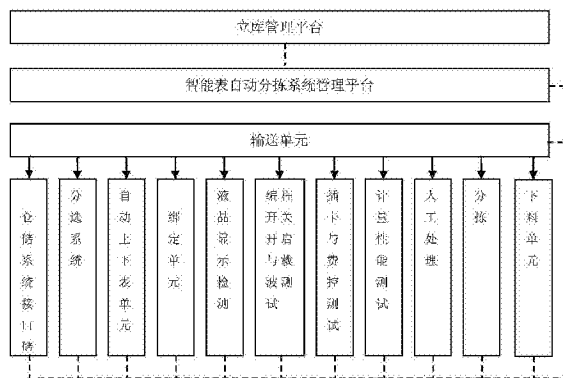 立库管理平台
智能表自动分拣系统管理平台
输送单元
仓储系统接口
分选系统
自动上下表单元
绑定单元
液晶显示检测
编程开关开启与载波测试
插卡与费控测试
计量性能测试
人工处理
分拣
下料单元